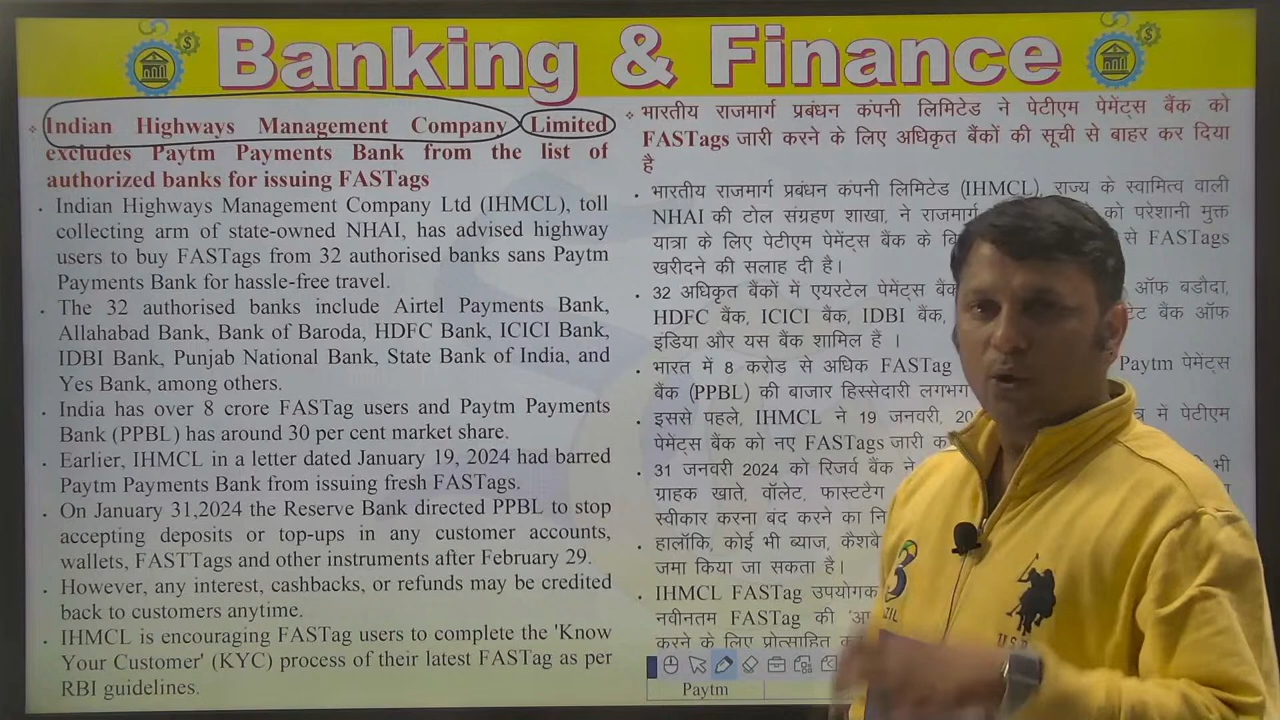 Banking & Finance
Indian Highways Management Company Limited
excludes Paytm Payments Bank from the list of
authorized banks for issuing FASTags
Indian Highways Management Company Ltd (IHMCL), toll
collecting arm of state-owned NHAI, has advised highway
users to buy FASTags from 32 authorised banks sans Paytm
Payments Bank for hassle-free travel.
The 32 authorised banks include Airtel Payments Bank,
Allahabad Bank, Bank of Baroda, HDFC Bank, ICICI Bank,
IDBI Bank, Punjab National Bank, State Bank of India, and
Yes Bank, among others.
India has over 8 crore FASTag users and Paytm Payments
Bank (PPBL) has around 30 per cent market share.
Earlier, IHMCL in a letter dated January 19, 2024 had barred
Paytm Payments Bank from issuing fresh FASTags.
On January 31,2024 the Reserve Bank directed PPBL to stop
accepting deposits or top-ups in any customer accounts,
wallets, FASTTags and other instruments after February 29.
However, any interest, cashbacks, or refunds may be credited
back to customers anytime.
IHMCL is encouraging FASTag users to complete the 'Know
Your Customer' (KYC) process of their latest FASTag as per
RBI guidelines.
भारतीय राजमार्ग प्रबंधन कंपनी लिमिटेड ने पेटीएम पेमेंट्स बैंक को
FASTags जारी करने के लिए अधिकृत बैंकों की सूची से बाहर कर दिया
है
भारतीय राजमार्ग प्रबंधन कंपनी लिमिटेड (IHMCL), राज्य के स्वामित्व वाली
NHAI की टोल संग्रहण शाखा, ने राजमार्ग को परेशानी मुक्त
यात्रा के लिए पेटीएम पेमेंट्स बैंक के से FASTags
खरीदने की सलाह दी है।
32 अधिकृत बैंकों में एयरटेल पेमेंट्स ऑफ बडौदा,
HDFC बैंक, ICICI बैंक, IDBI बैंक, बैंक ऑफ
इंडिया और यस बैंक शामिल हैं ।
भारत में 8 करोड से अधिक FASTag Paytm पेमेंट्स
बैंक (PPBL) की बाजार हिस्सेदारी लगभग
इससे पहले, IHMCL ने 19 जनवरी, में पेटीएम
पेमेंट्स बैंक को नए FASTags जारी
31 जनवरी 2024 को रिजर्व बैंक ने भी
ग्राहक खाते, वॉलेट, फास्टटैग
स्वीकार करना बंद करने का
हालॉकि, कोई भी ब्याज,
जमा किया जा सकता है।
IHMCL FASTag
नवीनतम FASTag की
करने के लिए प्रोत्साहित
Paytm